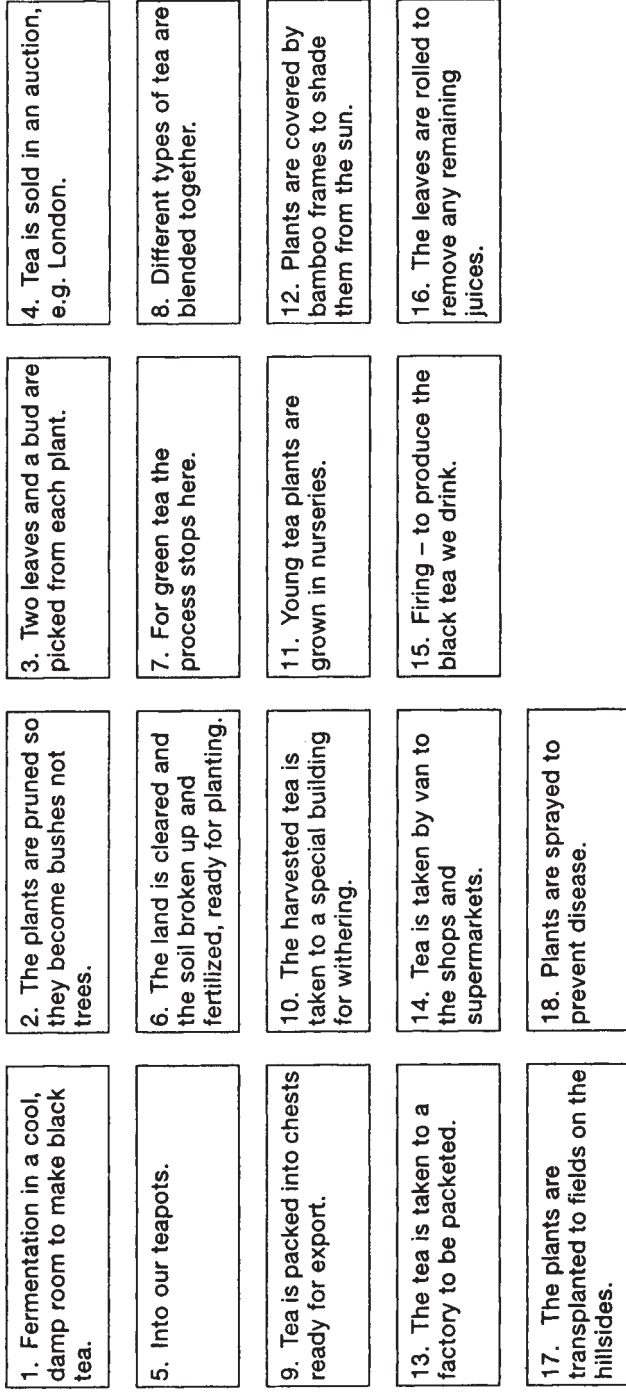 1. Fermentation in a cool,
damp room to make black
tea.
2. The plants are pruned so
they become bushes not
trees.
3. Two leaves and a bud are
picked from each plant.
4. Tea is sold in an auction,
e.g. London.
5. Into our teapots.
6. The land is cleared and
the soil broken up and
fertilized, ready for planting.
7. For green tea the
process stops here.
8. Different types of tea are
blended together.
9. Tea is packed into chests
ready for export.
10. The harvested tea is
taken to a special building
for withering.
11. Young tea plants are
grown in nurseries.
12. Plants are covered by
bamboo frames to shade
them from the sun.
13. The tea is taken to a
factory to be packeted.
14. Tea is taken by van to
the shops and
supermarkets.
15. Firing – to produce the
black tea we drink.
16. The leaves are rolled to
remove any remaining
juices.
17. The plants are
transplanted to fields on the
hillsides.
18. Plants are sprayed to
prevent disease.